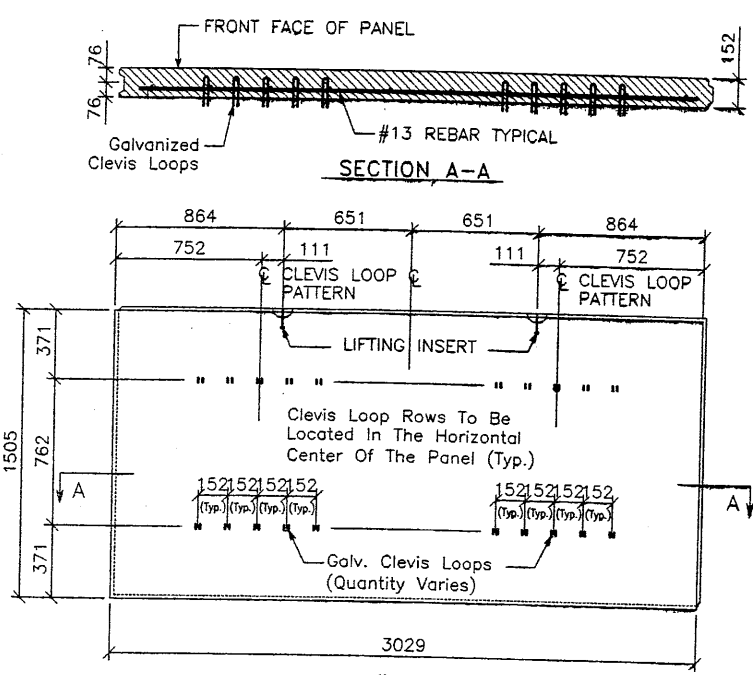 FRONT FACE OF PANEL
76
152
76
#13 REBAR TYPICAL
Galvanized
Clevis Loops
SECTION A-A
864 651 651 864
752 111 111 752
℄ CLEVIS LOOP
PATTERN
℄
℄ CLEVIS LOOP
PATTERN
371
LIFTING INSERT
1505
762
Clevis Loop Rows To Be
Located In The Horizontal
Center Of The Panel (Typ.)
A
152 152 152 152
(Typ.) (Typ.) (Typ.) (Typ.)
152 152 152 152
(Typ.) (Typ.) (Typ.) (Typ.)
A
371
Galv. Clevis Loops
(Quantity Varies)
3029